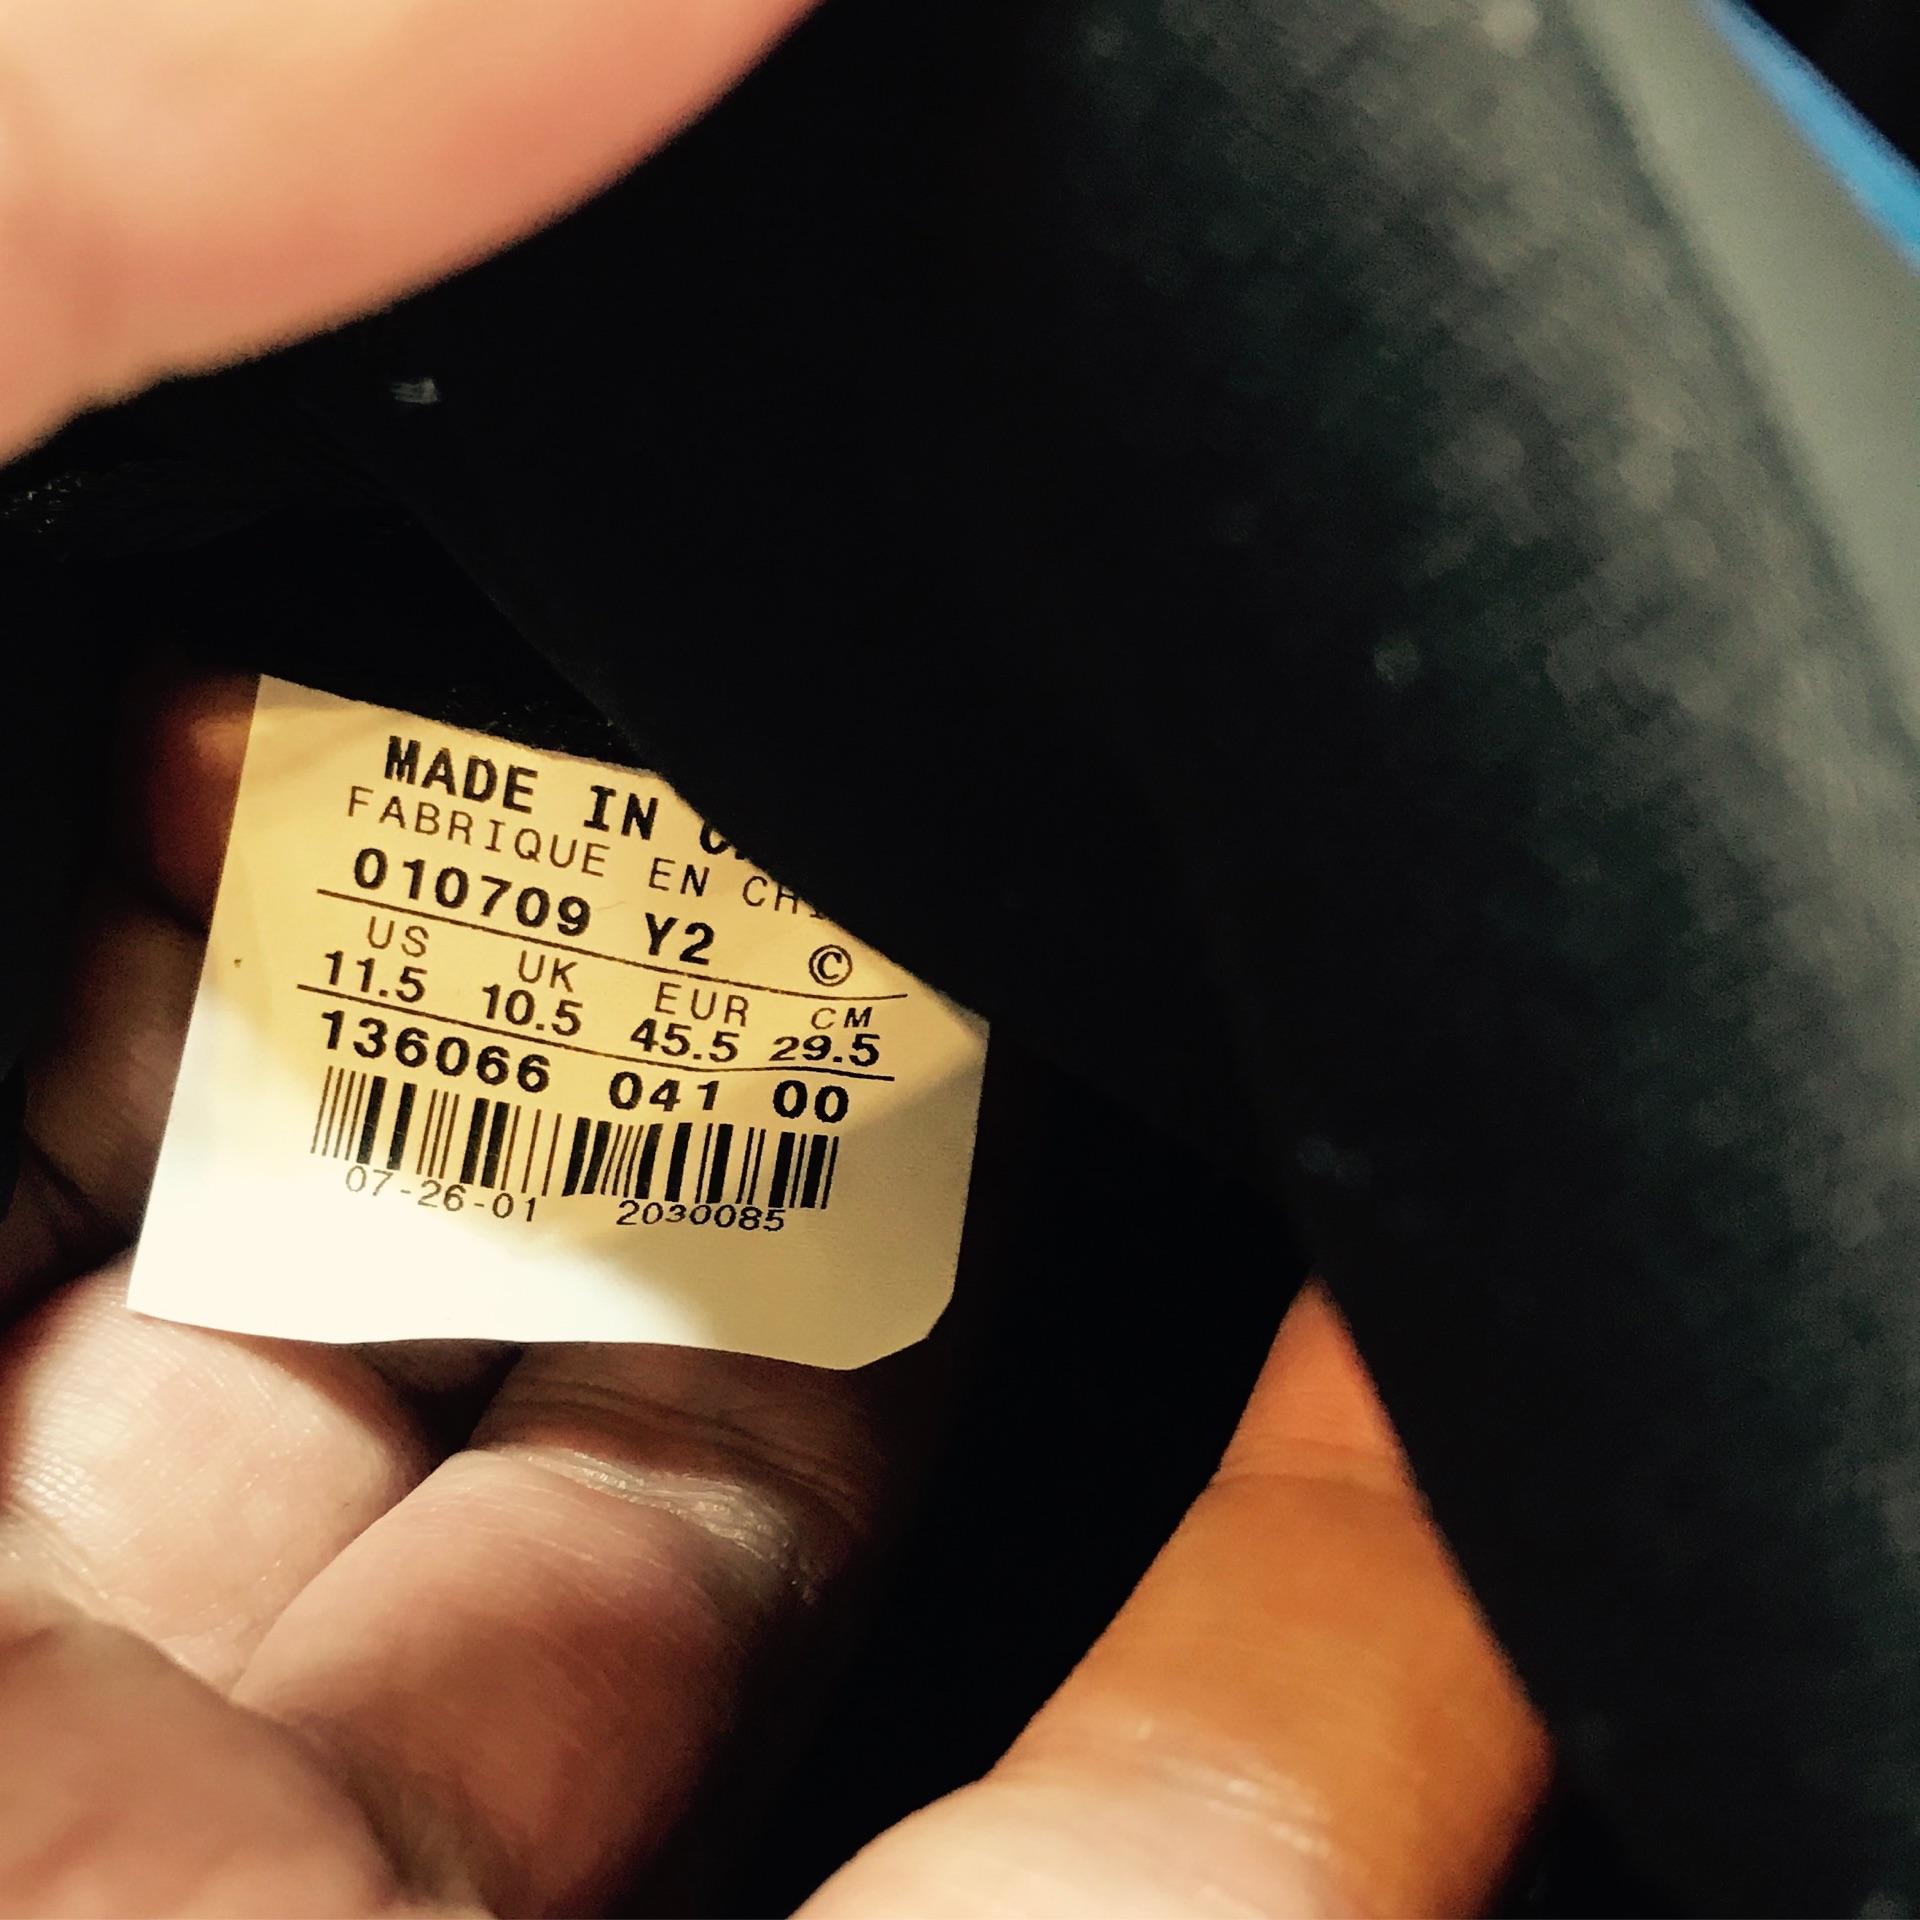 MADE IN
FABRIQUE EN
010709 Y2 ©
US UK EUR CM
11.5 10.5 45.5 29.5
136066 041 00
07-26-01 2030085